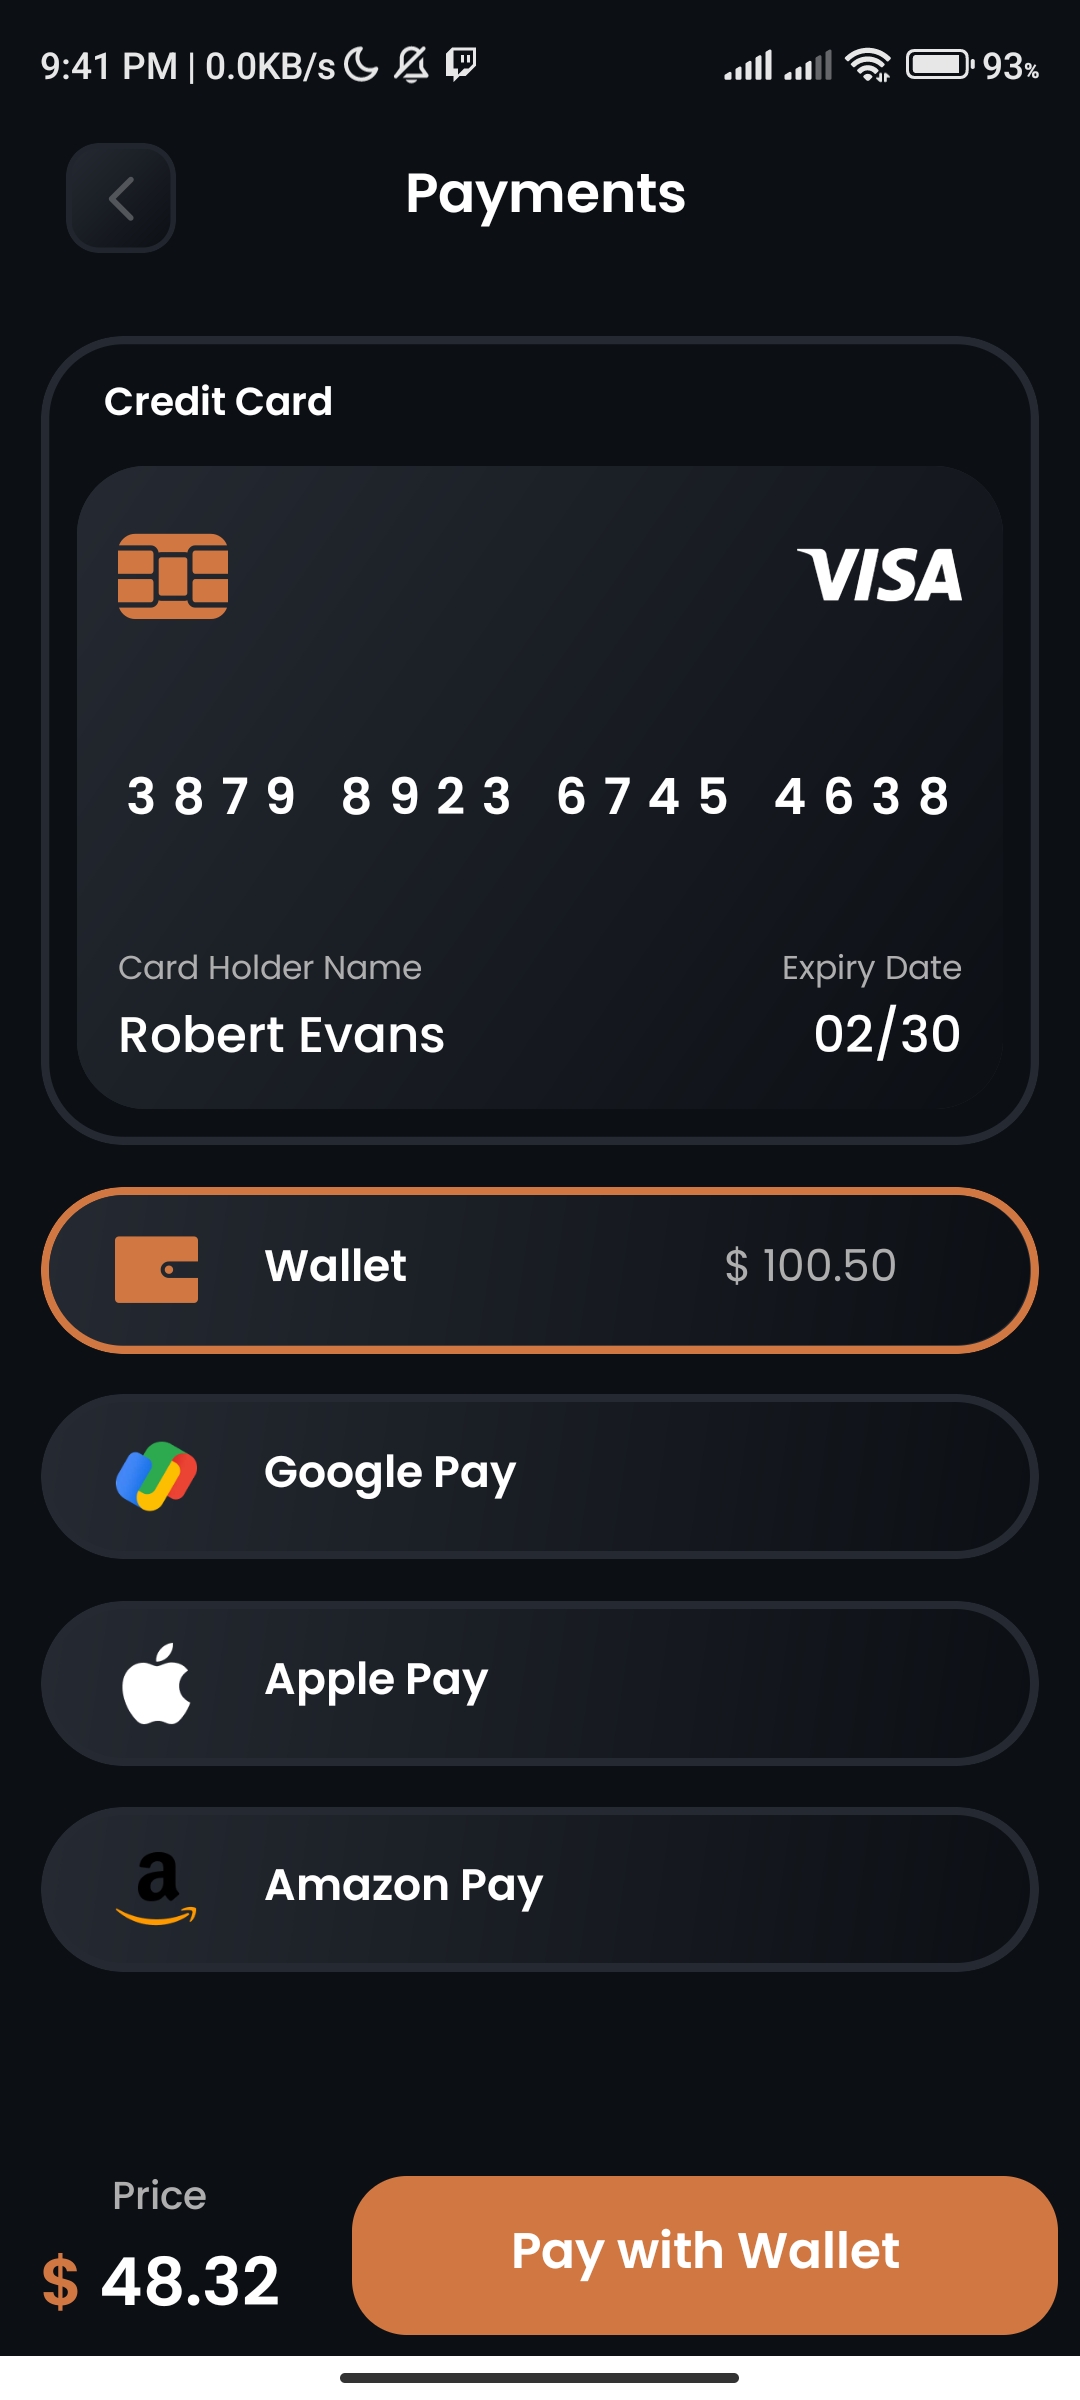 9:41 PM | 0.0KB/s 93%
Payments
Credit Card
VISA
3879 8923 6745 4638
Card Holder Name Expiry Date
Robert Evans 02/30
Wallet $ 100.50
Google Pay
Apple Pay
a Amazon Pay
Price
$ 48.32
Pay with Wallet